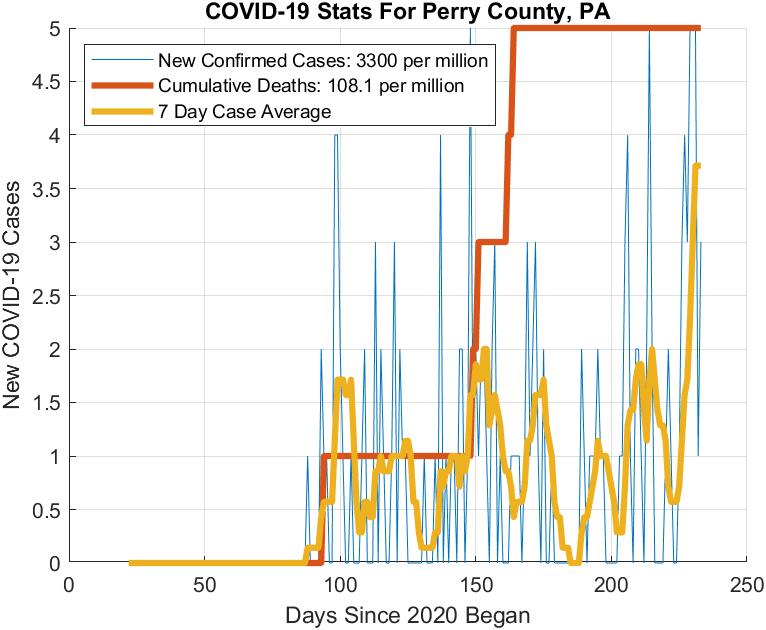 COVID-19 Stats For Perry County, PA
New Confirmed Cases: 3300 per million
Cumulative Deaths: 108.1 per million
7 Day Case Average
New COVID-19 Cases
5
4.5
4
3.5
3
2.5
2
1.5
1
0.5
0
0 50 100 150 200 250
Days Since 2020 Began